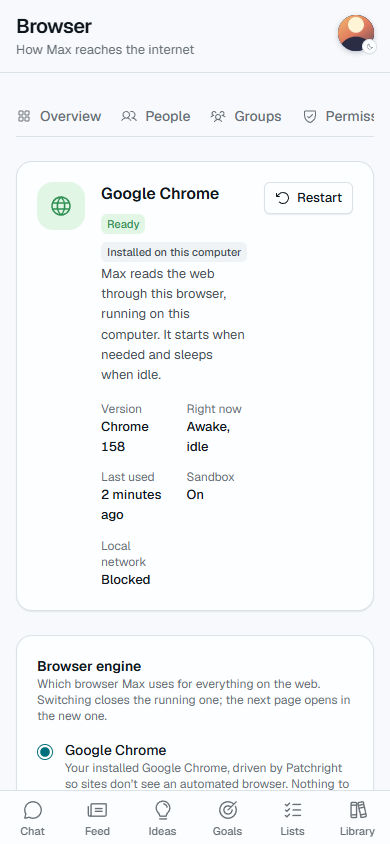 Browser
How Max reaches the internet
Overview
People
Groups
Permiss
Google Chrome
Restart
Ready
Installed on this computer
Max reads the web
through this browser,
running on this
computer. It starts when
needed and sleeps
when idle.
Version
Right now
Chrome
158
Awake,
idle
Last used
Sandbox
2 minutes
ago
On
Local
network
Blocked
Browser engine
Which browser Max uses for everything on the web.
Switching closes the running one; the next page opens in
the new one.
Google Chrome
Your installed Google Chrome, driven by Patchright
so sites don't see an automated browser. Nothing to
Chat
Feed
Ideas
Goals
Lists
Library